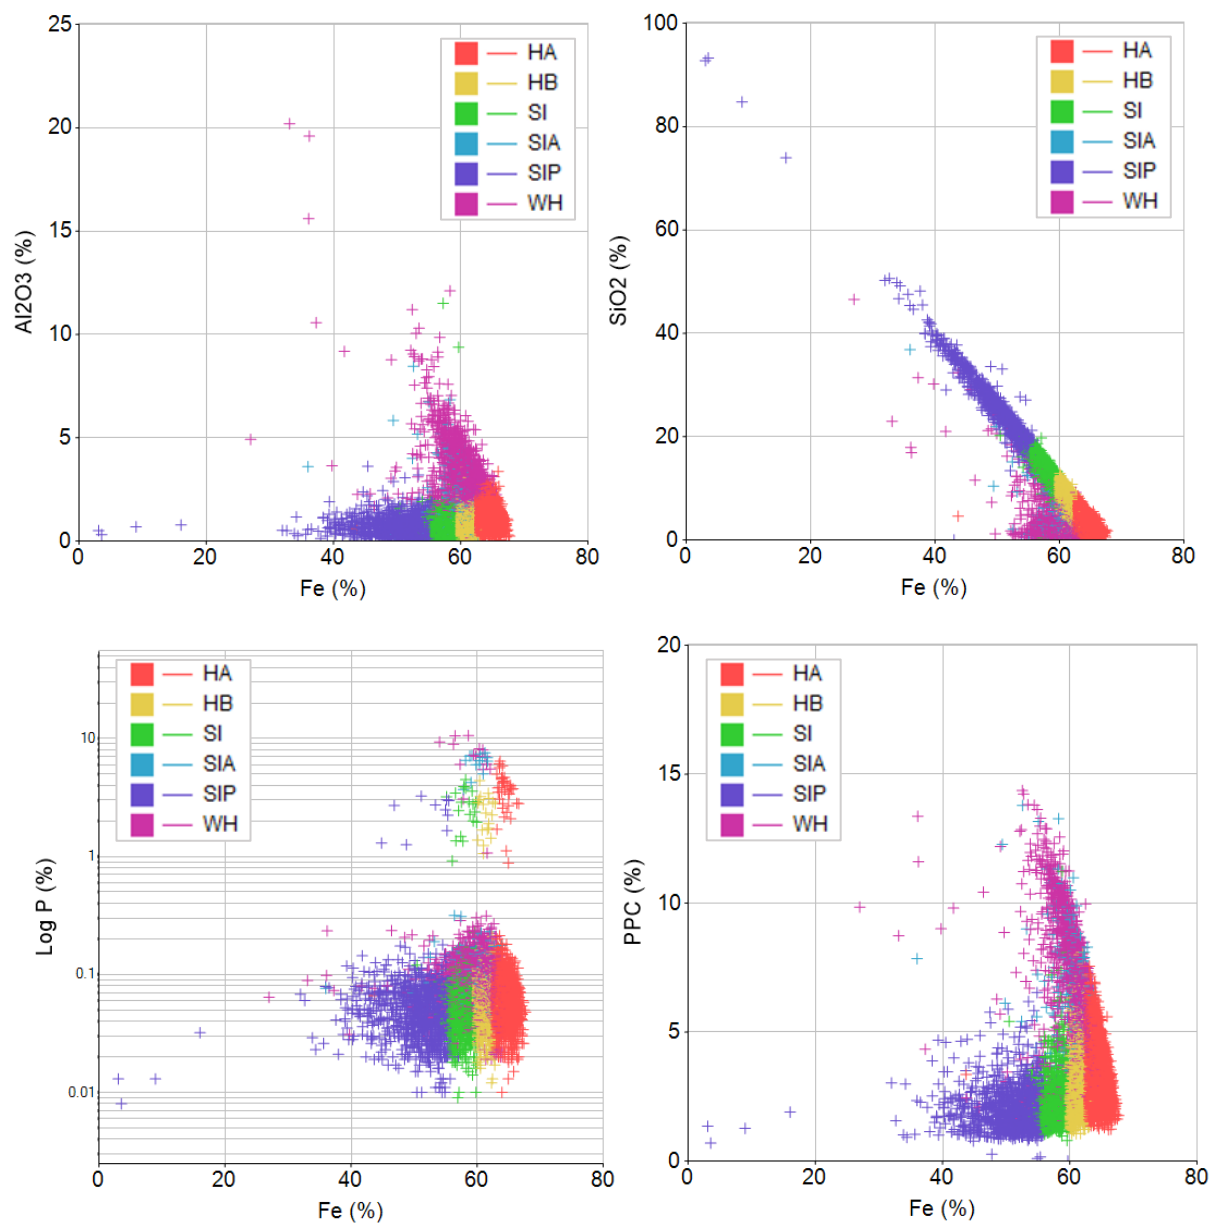 25
20
15
10
5
0
Al2O3 (%)
HA
HB
SI
SIA
SIP
WH
0 20 40 60 80
Fe (%)
100
80
60
40
20
0
SiO2 (%)
HA
HB
SI
SIA
SIP
WH
0 20 40 60 80
Fe (%)
10
1
0.1
0.01
Log P (%)
HA
HB
SI
SIA
SIP
WH
0 20 40 60 80
Fe (%)
20
15
10
5
0
PPC (%)
HA
HB
SI
SIA
SIP
WH
0 20 40 60 80
Fe (%)